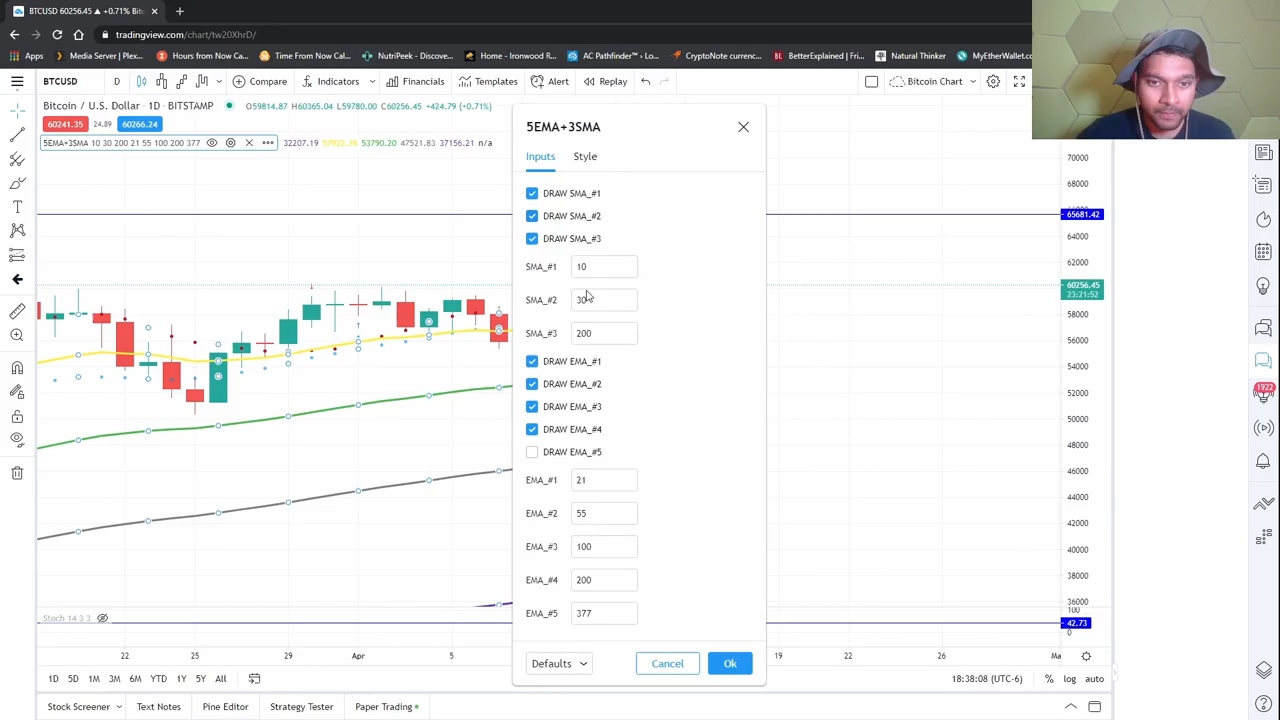 BTCUSD 60256.45 ▲ +0.71% Bitc
tradingview.com/chart/tw20XhrD/
Apps Media Server | Plex... Hours from Now Cal... Time From Now Cal... NutriPeek - Discover... Home - Ironwood R... AC Pathfinder™ › Lo... CryptoNote currenc... BetterExplained | Fi... Natural Thinker MyEtherWallet.co
BTCUSD D Compare Indicators Financials Templates Alert Replay Bitcoin Chart
Bitcoin / U.S. Dollar · 1D · BITSTAMP O59814.87 H60365.04 L59780.00 C60256.45 +424.79 (+0.71%)
60241.35 24.89 60266.24
5EMA+3SMA 10 30 200 21 55 100 200 377 32207.19 53790.20 47521.83 37156.21 n/a
5EMA+3SMA
Inputs Style
DRAW SMA_#1
DRAW SMA_#2
DRAW SMA_#3
SMA_#1 10
SMA_#2 30
SMA_#3 200
DRAW EMA_#1
DRAW EMA_#2
DRAW EMA_#3
DRAW EMA_#4
DRAW EMA_#5
EMA_#1 21
EMA_#2 55
EMA_#3 100
EMA_#4 200
EMA_#5 377
Defaults Cancel Ok
70000
68000
65681.42
64000
62000
60256.45
23:21:52
58000
56000
54000
52000
50000
48000
46000
44000
42000
40000
38000
36000
100
42.73
0
1922
Stoch 14 3 3
22 25 29 Apr 5 19 22 26 Ma
1D 5D 1M 3M 6M YTD 1Y 5Y All 18:38:08 (UTC-6) % log auto
Stock Screener Text Notes Pine Editor Strategy Tester Paper Trading